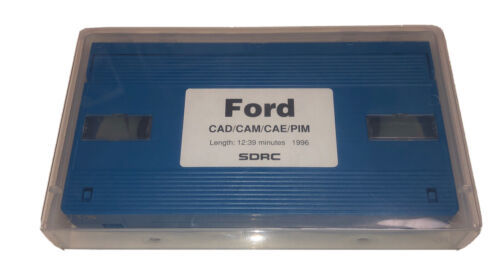 Ford
CAD/CAM/CAE/PIM
Length: 12:39 minutes 1996
SDRC